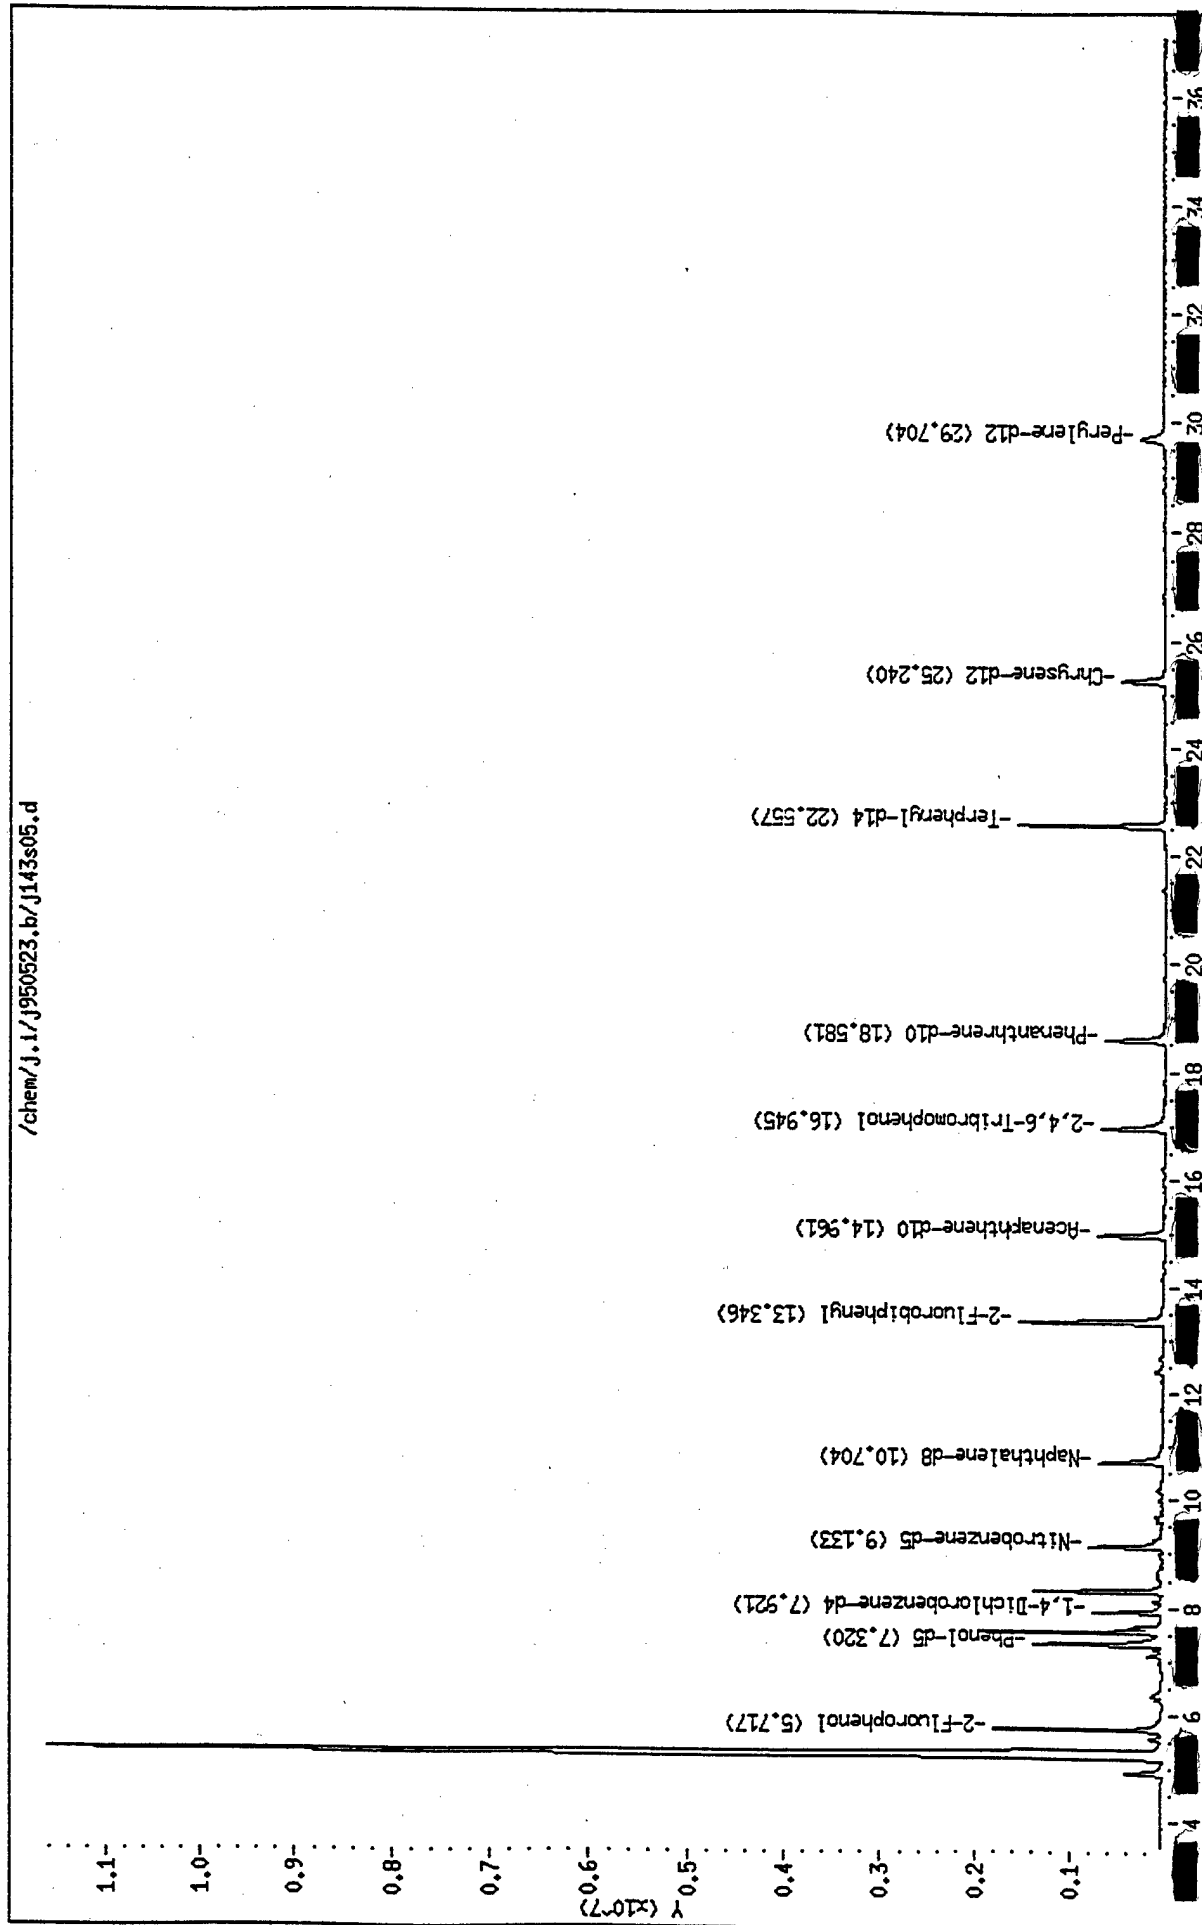 /chem/j.i/j950523.b/j143s05.d
Y (x10^7)
1.1-
1.0-
0.9-
0.8-
0.7-
0.6-
0.5-
0.4-
0.3-
0.2-
0.1-
-2-Fluorophenol (5.717)
-Phenol-d5 (7.320)
-1,4-Dichlorobenzene-d4 (7.921)
-Nitrobenzene-d5 (9.133)
-Naphthalene-d8 (10.704)
-2-Fluorobiphenyl (13.346)
-Acenaphthene-d10 (14.961)
-2,4,6-Tribromophenol (16.945)
-Phenanthrene-d10 (18.581)
-Terphenyl-d14 (22.557)
-Chrysene-d12 (25.240)
-Perylene-d12 (29.704)
4 6 8 10 12 14 16 18 20 22 24 26 28 30 32 34 36